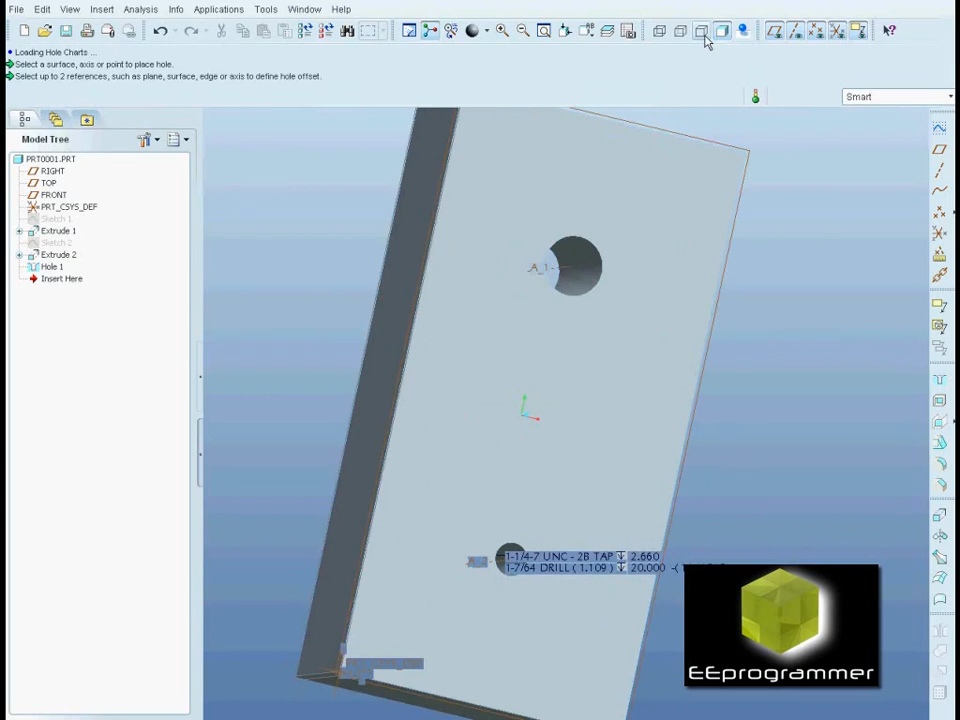 File Edit View Insert Analysis Info Applications Tools Window Help
Loading Hole Charts ...
Select a surface, axis or point to place hole.
Select up to 2 references, such as plane, surface, edge or axis to define hole offset.
Smart
Model Tree
PRT0001.PRT
RIGHT
TOP
FRONT
PRT_CSYS_DEF
Sketch 1
Extrude 1
Sketch 2
Extrude 2
Hole 1
Insert Here
A_1
1-1/4-7 UNC - 2B TAP ↧ 2.660
1-7/64 DRILL ( 1.109 ) ↧ 20.000 -(
EEprogrammer